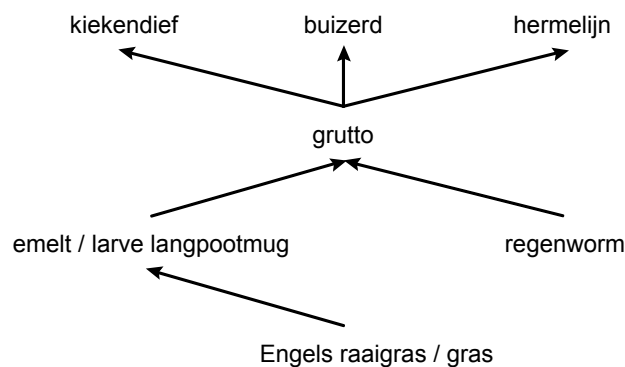 kiekendief buizerd hermelijn
grutto
emelt / larve langpootmug regenworm
Engels raaigras / gras